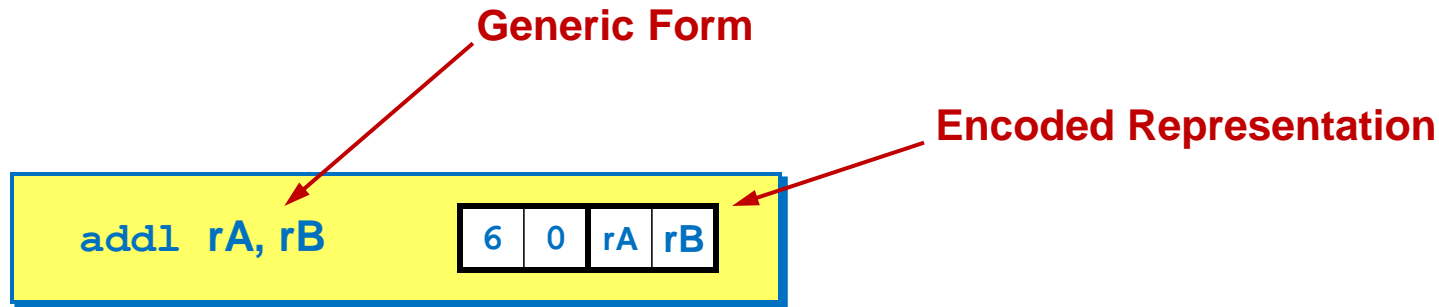 Generic Form
Encoded Representation
addl rA, rB 6 0 rA rB